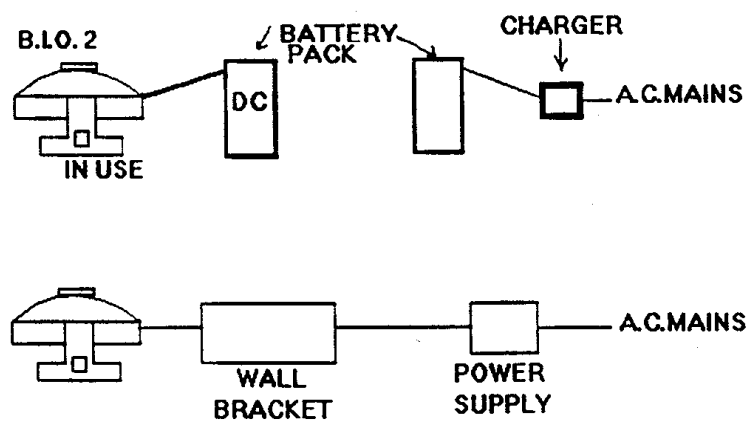 B.I.O. 2
BATTERY
PACK
CHARGER
DC
A.C.MAINS
IN USE
A.C.MAINS
WALL
BRACKET
POWER
SUPPLY